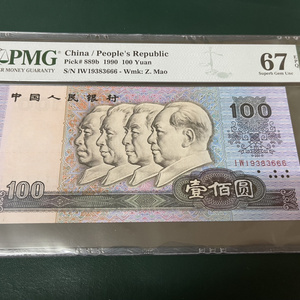 PMG
PAPER MONEY GUARANTY
China / People's Republic
Pick# 889b 1990 100 Yuan
S/N IW19383666 - Wmk: Z. Mao
67 EPQ
Superb Gem Unc
中国人民银行
100
IW19383666
100
壹佰圆